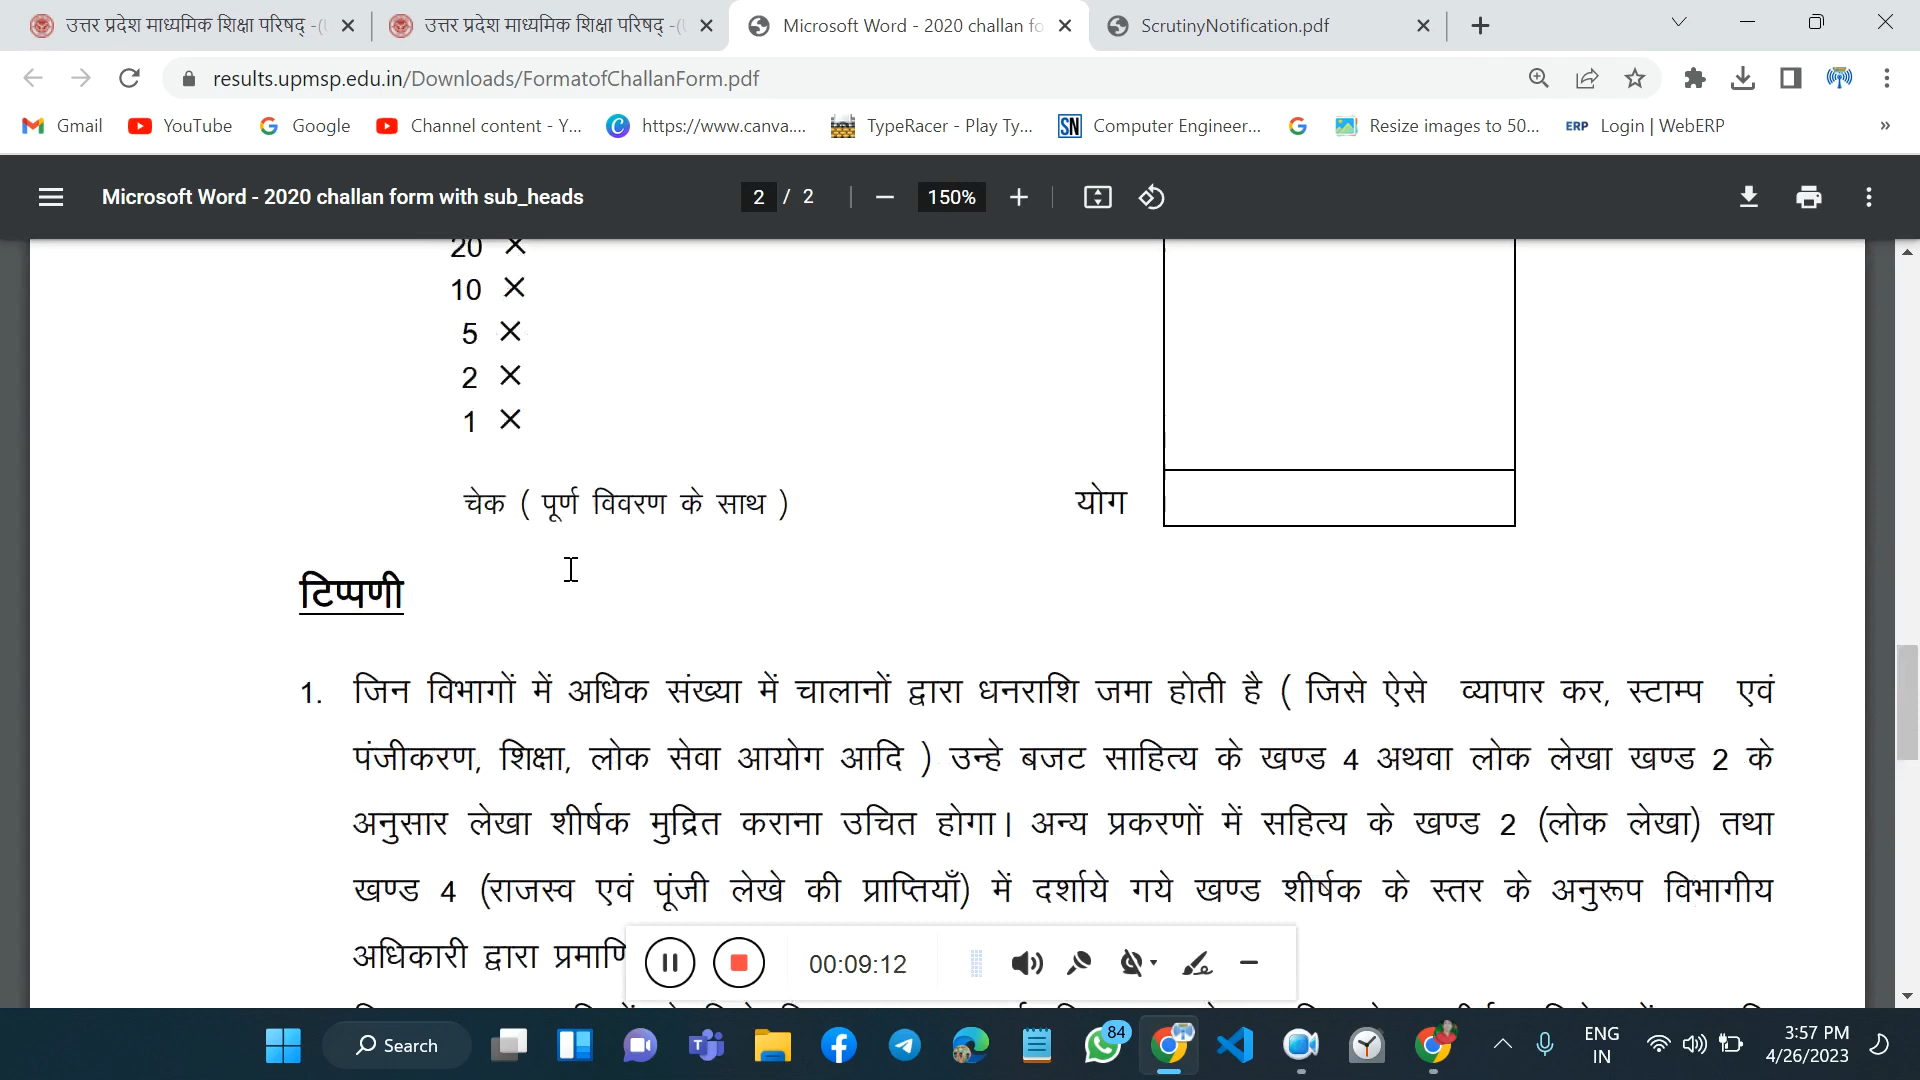 उत्तर प्रदेश माध्यमिक शिक्षा परिषद् -(
उत्तर प्रदेश माध्यमिक शिक्षा परिषद् -(
Microsoft Word - 2020 challan fo
ScrutinyNotification.pdf
results.upmsp.edu.in/Downloads/FormatofChallanForm.pdf
Gmail
YouTube
Google
Channel content - Y...
https://www.canva....
TypeRacer - Play Ty...
SN
Computer Engineer...
Resize images to 50...
ERP
Login | WebERP
»
Microsoft Word - 2020 challan form with sub_heads
2 / 2
150%
20 ×
10 ×
5 ×
2 ×
1 ×
चेक ( पूर्ण विवरण के साथ )
योग
टिप्पणी
1. जिन विभागों में अधिक संख्या में चालानों द्वारा धनराशि जमा होती है ( जिसे ऐसे व्यापार कर, स्टाम्प एवं
पंजीकरण, शिक्षा, लोक सेवा आयोग आदि ) उन्हे बजट साहित्य के खण्ड 4 अथवा लोक लेखा खण्ड 2 के
अनुसार लेखा शीर्षक मुद्रित कराना उचित होगा। अन्य प्रकरणों में सहित्य के खण्ड 2 (लोक लेखा) तथा
खण्ड 4 (राजस्व एवं पूंजी लेखे की प्राप्तियाँ) में दर्शाये गये खण्ड शीर्षक के स्तर के अनुरूप विभागीय
अधिकारी द्वारा
00:09:12
Search
84
ENG
IN
3:57 PM
4/26/2023